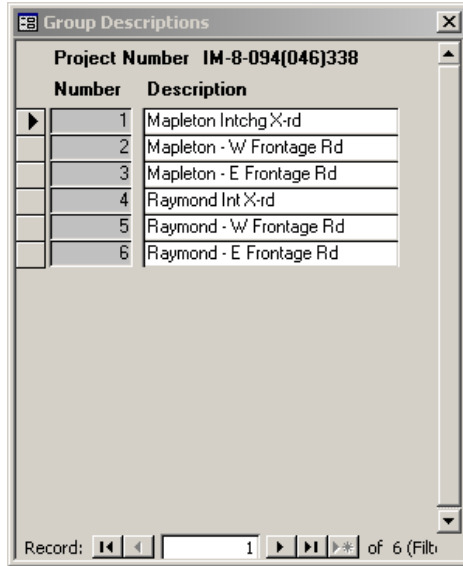 Group Descriptions
Project Number IM-8-094(046)338
Number Description
1 Mapleton Intchg X-rd
2 Mapleton - W Frontage Rd
3 Mapleton - E Frontage Rd
4 Raymond Int X-rd
5 Raymond - W Frontage Rd
6 Raymond - E Frontage Rd
Record: 1 of 6 (Filt